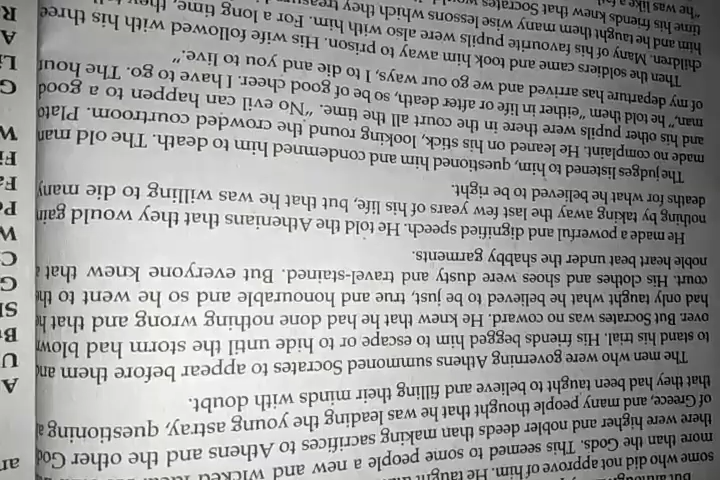 some who did not approve of him. He taught
more than the Gods. This seemed to some people a new and wicked
there were higher and nobler deeds than making sacrifices to Athens and the other God
of Greece, and many people thought that he was leading the young astray, questioning a
that they had been taught to believe and filling their minds with doubt.
The men who were governing Athens summoned Socrates to appear before them and
to stand his trial. His friends begged him to escape or to hide until the storm had blown
over. But Socrates was no coward. He knew that he had done nothing wrong and that h
had only taught what he believed to be just, true and honourable and so he went to th
court. His clothes and shoes were dusty and travel-stained. But everyone knew that a
noble heart beat under the shabby garments.
He made a powerful and dignified speech. He told the Athenians that they would gain
nothing by taking away the last few years of his life, but that he was willing to die many
deaths for what he believed to be right.
The judges listened to him, questioned him and condemned him to death. The old man
made no complaint. He leaned on his stick, looking round the crowded courtroom. Plato
and his other pupils were there in the court all the time. "No evil can happen to a good
man," he told them "either in life or after death, so be of good cheer. I have to go. The hour
of my departure has arrived and we go our ways, I to die and you to live."
Then the soldiers came and took him away to prison. His wife followed with his three
children. Many of his favourite pupils were also with him. For a long time, they
him and he taught them many wise lessons which they
time his friends knew that Socrates
"he was like a